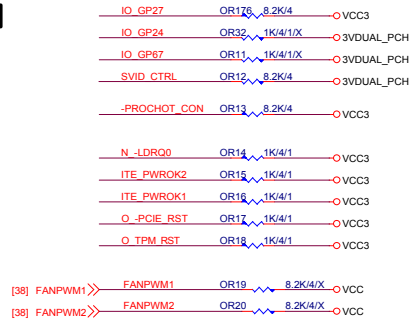 IO_GP27 OR176 8.2K/4 VCC3
IO_GP24 OR32 1K/4/1/X 3VDUAL_PCH
IO_GP67 OR11 1K/4/1/X 3VDUAL_PCH
SVID_CTRL OR12 8.2K/4 3VDUAL_PCH
-PROCHOT_CON OR13 8.2K/4 VCC3
N_-LDRQ0 OR14 1K/4/1 VCC3
ITE_PWROK2 OR15 1K/4/1 VCC3
ITE_PWROK1 OR16 1K/4/1 VCC3
O_-PCIE_RST OR17 1K/4/1 VCC3
O_TPM_RST OR18 1K/4/1 VCC3
[38] FANPWM1 FANPWM1 OR19 8.2K/4/X VCC
[38] FANPWM2 FANPWM2 OR20 8.2K/4/X VCC